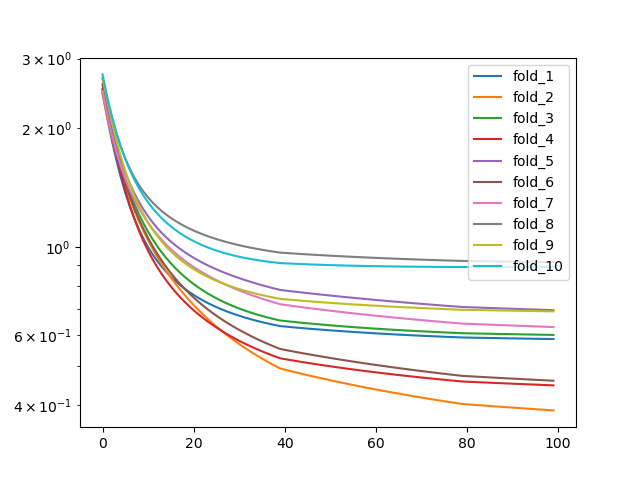 3 × 10⁰
2 × 10⁰
10⁰
6 × 10⁻¹
4 × 10⁻¹
0 20 40 60 80 100
fold_1
fold_2
fold_3
fold_4
fold_5
fold_6
fold_7
fold_8
fold_9
fold_10